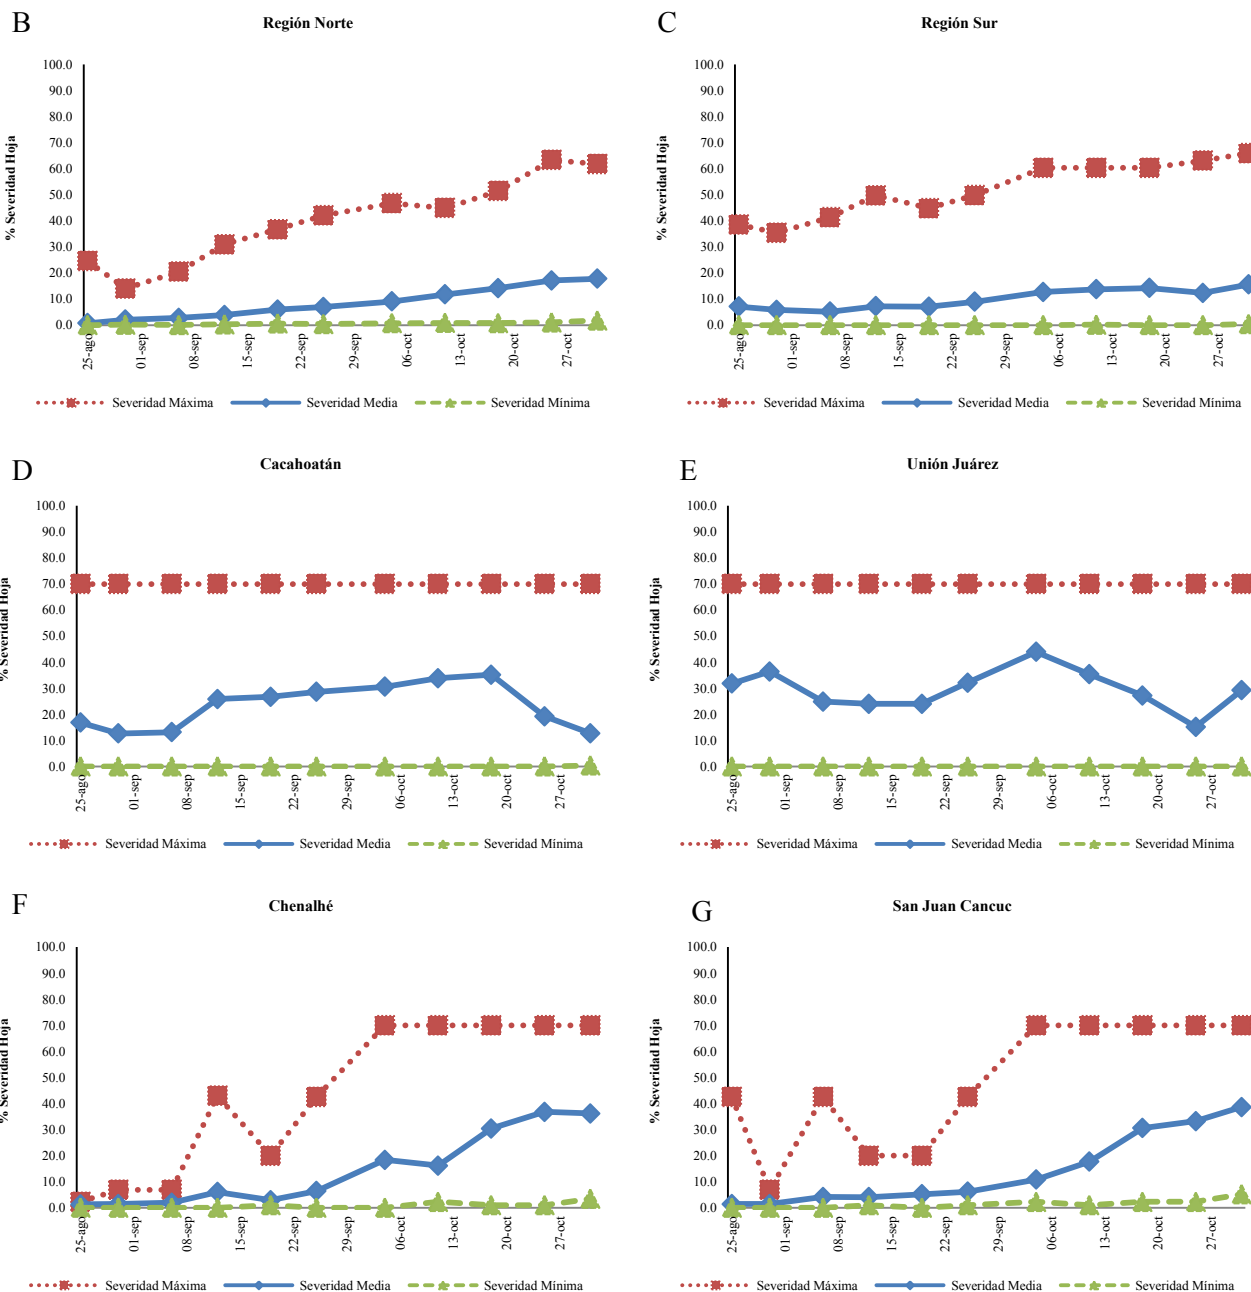 B
Región Norte
% Severidad Hoja
100.0
90.0
80.0
70.0
60.0
50.0
40.0
30.0
20.0
10.0
0.0
25-ago
01-sep
08-sep
15-sep
22-sep
29-sep
06-oct
13-oct
20-oct
27-oct
Severidad Máxima Severidad Media Severidad Mínima
C
Región Sur
% Severidad Hoja
100.0
90.0
80.0
70.0
60.0
50.0
40.0
30.0
20.0
10.0
0.0
25-ago
01-sep
08-sep
15-sep
22-sep
29-sep
06-oct
13-oct
20-oct
27-oct
Severidad Máxima Severidad Media Severidad Mínima
D
Cacahoatán
% Severidad Hoja
100.0
90.0
80.0
70.0
60.0
50.0
40.0
30.0
20.0
10.0
0.0
25-ago
01-sep
08-sep
15-sep
22-sep
29-sep
06-oct
13-oct
20-oct
27-oct
Severidad Máxima Severidad Media Severidad Mínima
E
Unión Juárez
% Severidad Hoja
100.0
90.0
80.0
70.0
60.0
50.0
40.0
30.0
20.0
10.0
0.0
25-ago
01-sep
08-sep
15-sep
22-sep
29-sep
06-oct
13-oct
20-oct
27-oct
Severidad Máxima Severidad Media Severidad Mínima
F
Chenalhé
% Severidad Hoja
100.0
90.0
80.0
70.0
60.0
50.0
40.0
30.0
20.0
10.0
0.0
25-ago
01-sep
08-sep
15-sep
22-sep
29-sep
06-oct
13-oct
20-oct
27-oct
Severidad Máxima Severidad Media Severidad Mínima
G
San Juan Cancuc
% Severidad Hoja
100.0
90.0
80.0
70.0
60.0
50.0
40.0
30.0
20.0
10.0
0.0
25-ago
01-sep
08-sep
15-sep
22-sep
29-sep
06-oct
13-oct
20-oct
27-oct
Severidad Máxima Severidad Media Severidad Mínima